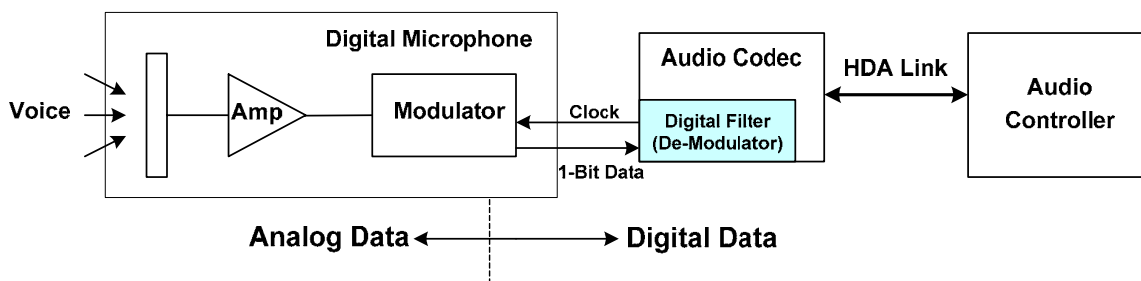 Digital Microphone
Voice
Amp
Modulator
Clock
1-Bit Data
Audio Codec
Digital Filter
(De-Modulator)
HDA Link
Audio
Controller
Analog Data
Digital Data